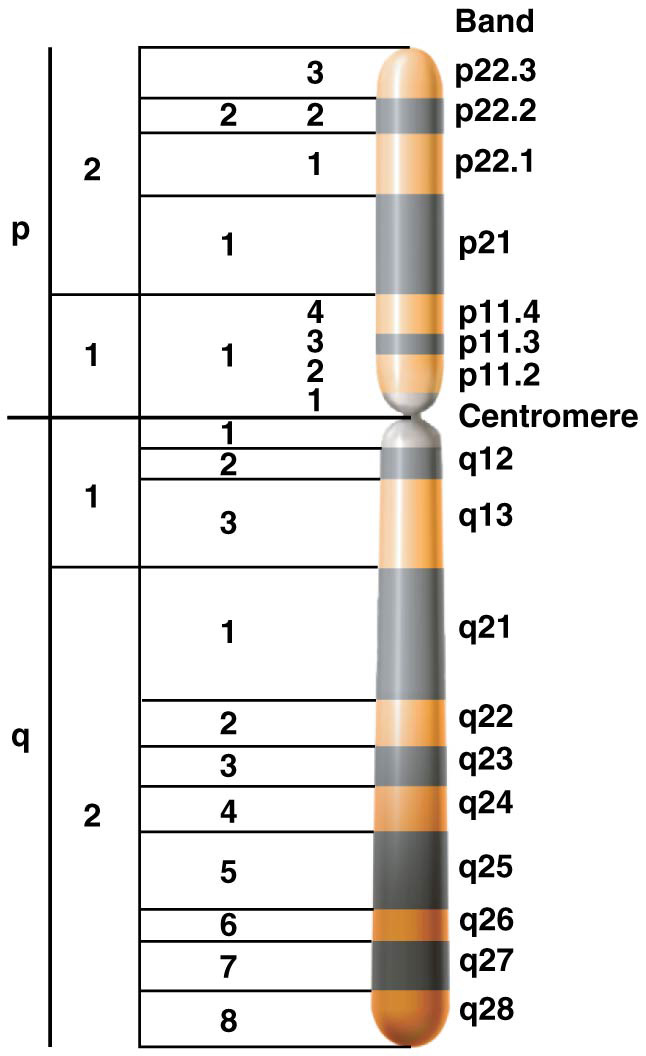 Band
3 p22.3
2 2 p22.2
1 p22.1
2
p
1 p21
4 p11.4
3 p11.3
1 1
2 p11.2
1
Centromere
1
2 q12
1
3 q13
1 q21
2 q22
q
3 q23
4 q24
2
5 q25
6 q26
7 q27
8 q28